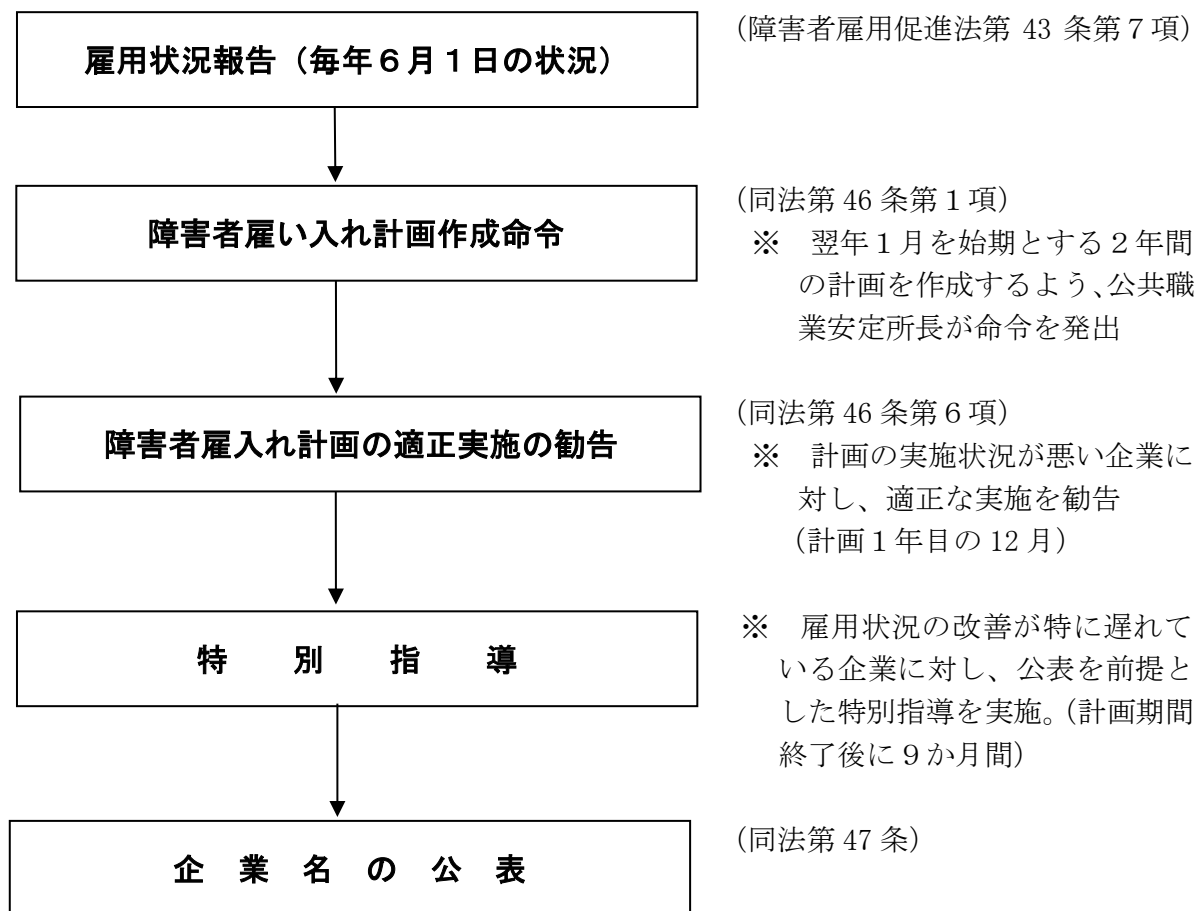 雇用状況報告（毎年６月１日の状況）
（障害者雇用促進法第 43 条第７項）
障害者雇い入れ計画作成命令
（同法第 46 条第１項）
※　翌年１月を始期とする２年間
の計画を作成するよう、公共職
業安定所長が命令を発出
障害者雇入れ計画の適正実施の勧告
（同法第 46 条第６項）
※　計画の実施状況が悪い企業に
対し、適正な実施を勧告
（計画１年目の 12 月）
特　別　指　導
※　雇用状況の改善が特に遅れて
いる企業に対し、公表を前提と
した特別指導を実施。（計画期間
終了後に９か月間）
企　業　名　の　公　表
（同法第 47 条）